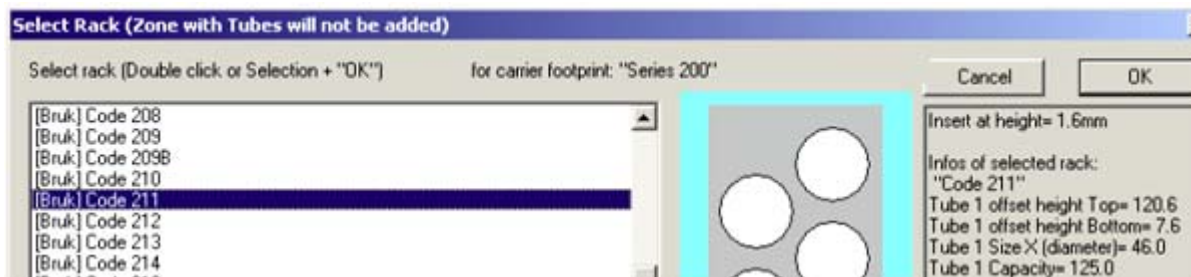 Select Rack (Zone with Tubes will not be added)
Select rack (Double click or Selection + "OK")
for carrier footprint: "Series 200"
Cancel
OK
[Bruk] Code 208
[Bruk] Code 209
[Bruk] Code 209B
[Bruk] Code 210
[Bruk] Code 211
[Bruk] Code 212
[Bruk] Code 213
[Bruk] Code 214
Insert at height= 1.6mm
Infos of selected rack:
"Code 211"
Tube 1 offset height Top= 120.6
Tube 1 offset height Bottom= 7.6
Tube 1 Size X (diameter)= 46.0
Tube 1 Capacity= 125.0